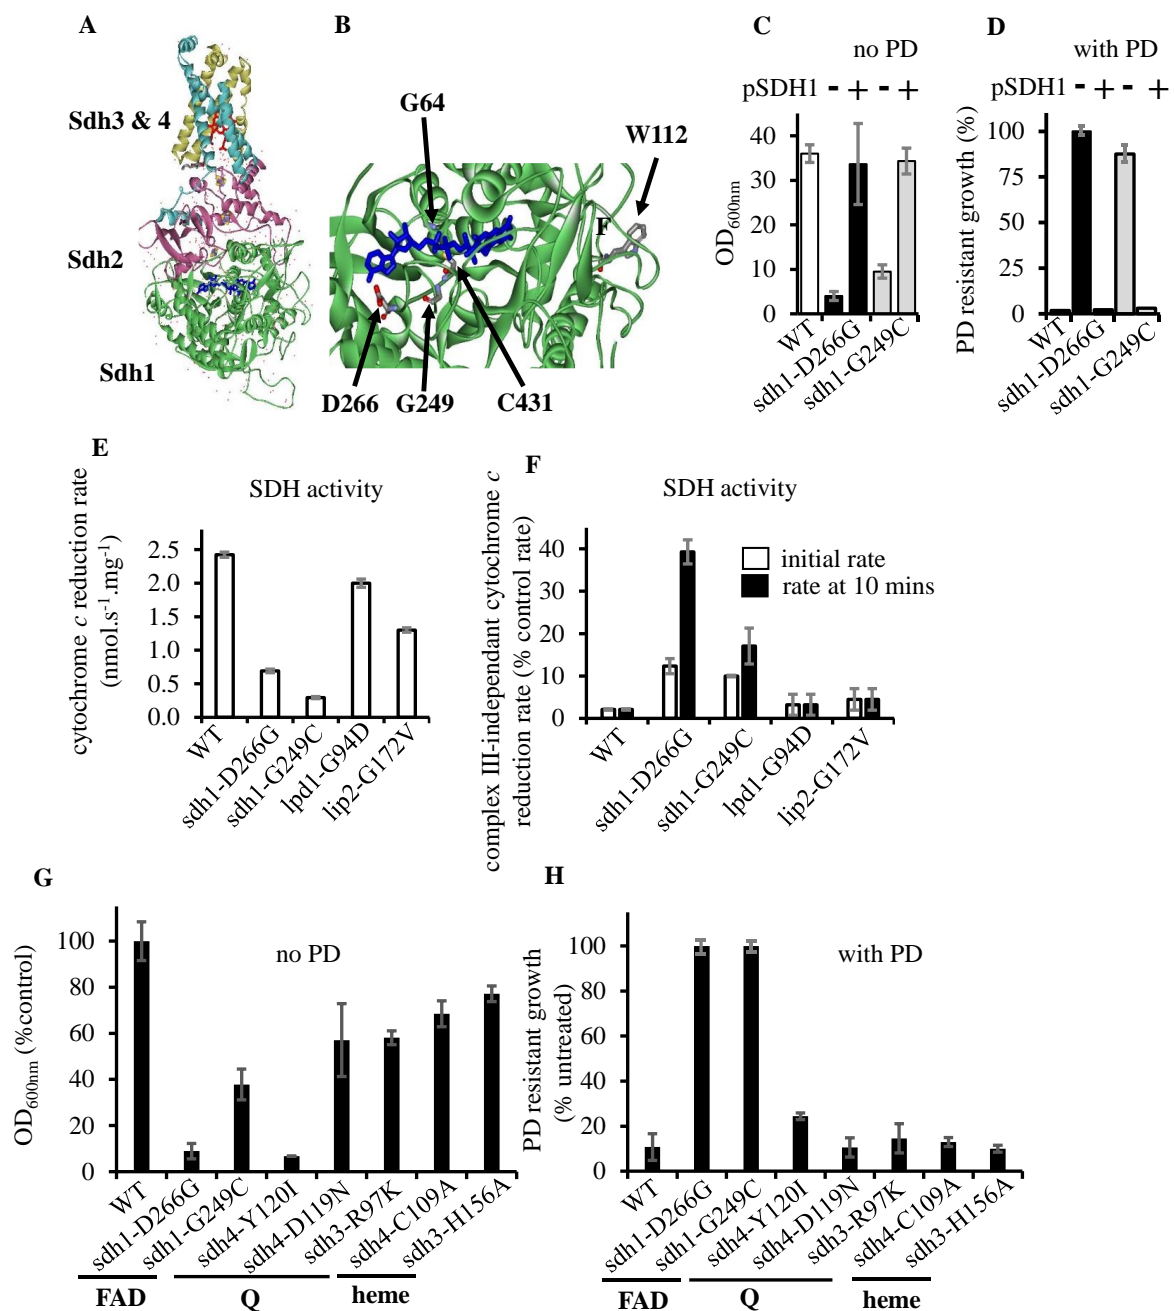 A
Sdh3 & 4
Sdh2
Sdh1
B
G64
W112
F
D266 G249 C431
C
no PD
pSDH1 - + - +
OD600nm
40
30
20
10
0
WT
sdh1-D266G
sdh1-G249C
D
with PD
pSDH1 - + - +
PD resistant growth (%)
100
75
50
25
0
WT
sdh1-D266G
sdh1-G249C
E
SDH activity
cytochrome c reduction rate
(nmol.s-1.mg-1)
2.5
2.0
1.5
1.0
0.5
0.0
WT
sdh1-D266G
sdh1-G249C
lpd1-G94D
lip2-G172V
F
SDH activity
complex III-independant cytochrome c
reduction rate (% control rate)
initial rate
rate at 10 mins
40
30
20
10
0
WT
sdh1-D266G
sdh1-G249C
lpd1-G94D
lip2-G172V
G
no PD
OD600nm (%control)
100
80
60
40
20
0
WT
sdh1-D266G
sdh1-G249C
sdh4-Y120I
sdh4-D119N
sdh3-R97K
sdh4-C109A
sdh3-H156A
FAD Q heme
H
with PD
PD resistant growth
(% untreated)
100
80
60
40
20
0
WT
sdh1-D266G
sdh1-G249C
sdh4-Y120I
sdh4-D119N
sdh3-R97K
sdh4-C109A
sdh3-H156A
FAD Q heme